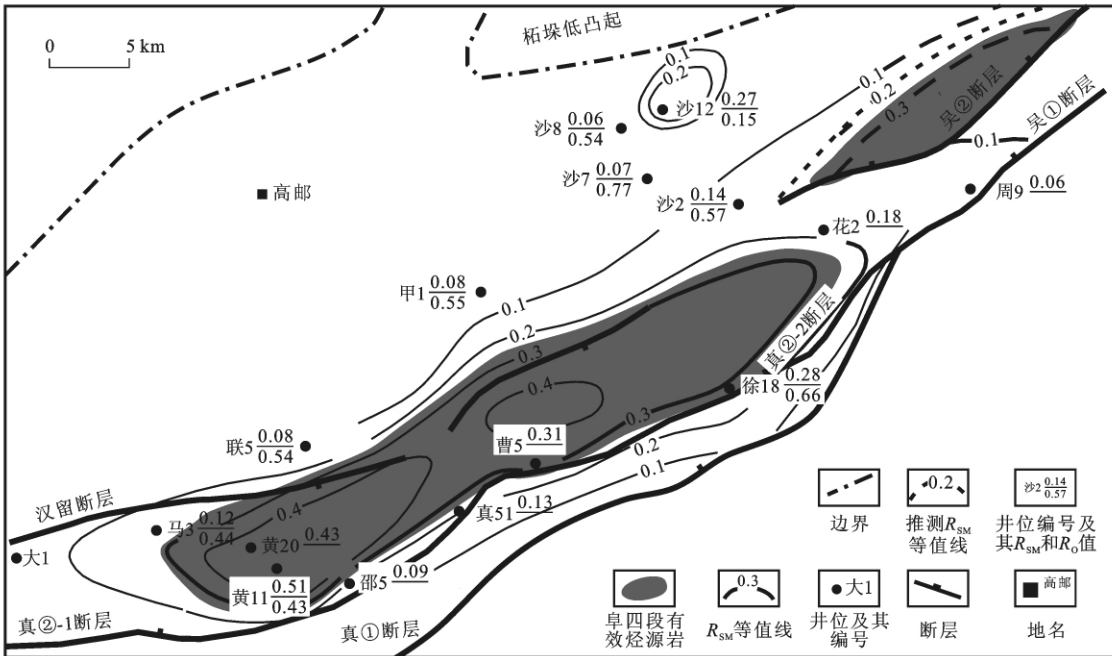 0 5 km
柘垛低凸起
0.1
0.2
沙12 0.27
0.15
沙8 0.06
0.54
沙7 0.07
0.77
沙2 0.14
0.57
0.1
0.2
0.3
吴②断层
吴①断层
0.1
高邮
周9 0.06
花2 0.18
甲1 0.08
0.55
0.1
0.2
0.3
0.4
真②-2断层
徐18 0.28
0.66
0.3
0.2
0.1
曹5 0.31
联5 0.08
0.54
汉留断层
0.4
马3 0.12
0.44
黄20 0.43
真51 0.13
大1
黄11 0.51
0.43
邵5 0.09
真②-1断层
真①断层
边界
0.2
推测RSM
等值线
沙2 0.14
0.57
井位编号及
其RSM和RO值
阜四段有
效烃源岩
0.3
RSM等值线
大1
井位及其
编号
断层
高邮
地名